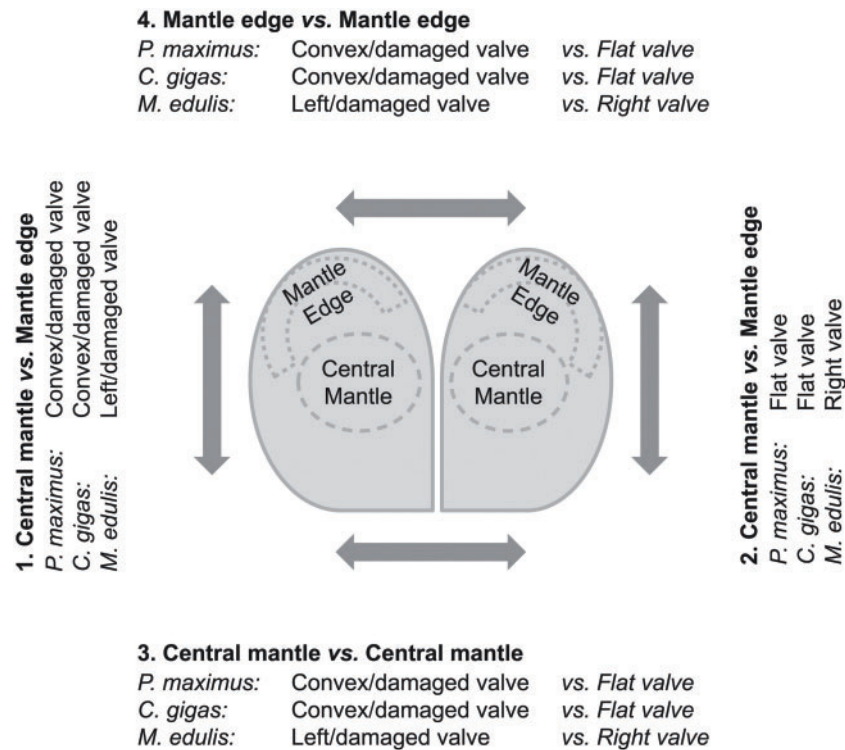 4. Mantle edge vs. Mantle edge
P. maximus: Convex/damaged valve vs. Flat valve
C. gigas: Convex/damaged valve vs. Flat valve
M. edulis: Left/damaged valve vs. Right valve
1. Central mantle vs. Mantle edge
P. maximus: Convex/damaged valve
C. gigas: Convex/damaged valve
M. edulis: Left/damaged valve
Mantle
Edge
Central
Mantle
Mantle
Edge
Central
Mantle
2. Central mantle vs. Mantle edge
P. maximus: Flat valve
C. gigas: Flat valve
M. edulis: Right valve
3. Central mantle vs. Central mantle
P. maximus: Convex/damaged valve vs. Flat valve
C. gigas: Convex/damaged valve vs. Flat valve
M. edulis: Left/damaged valve vs. Right valve